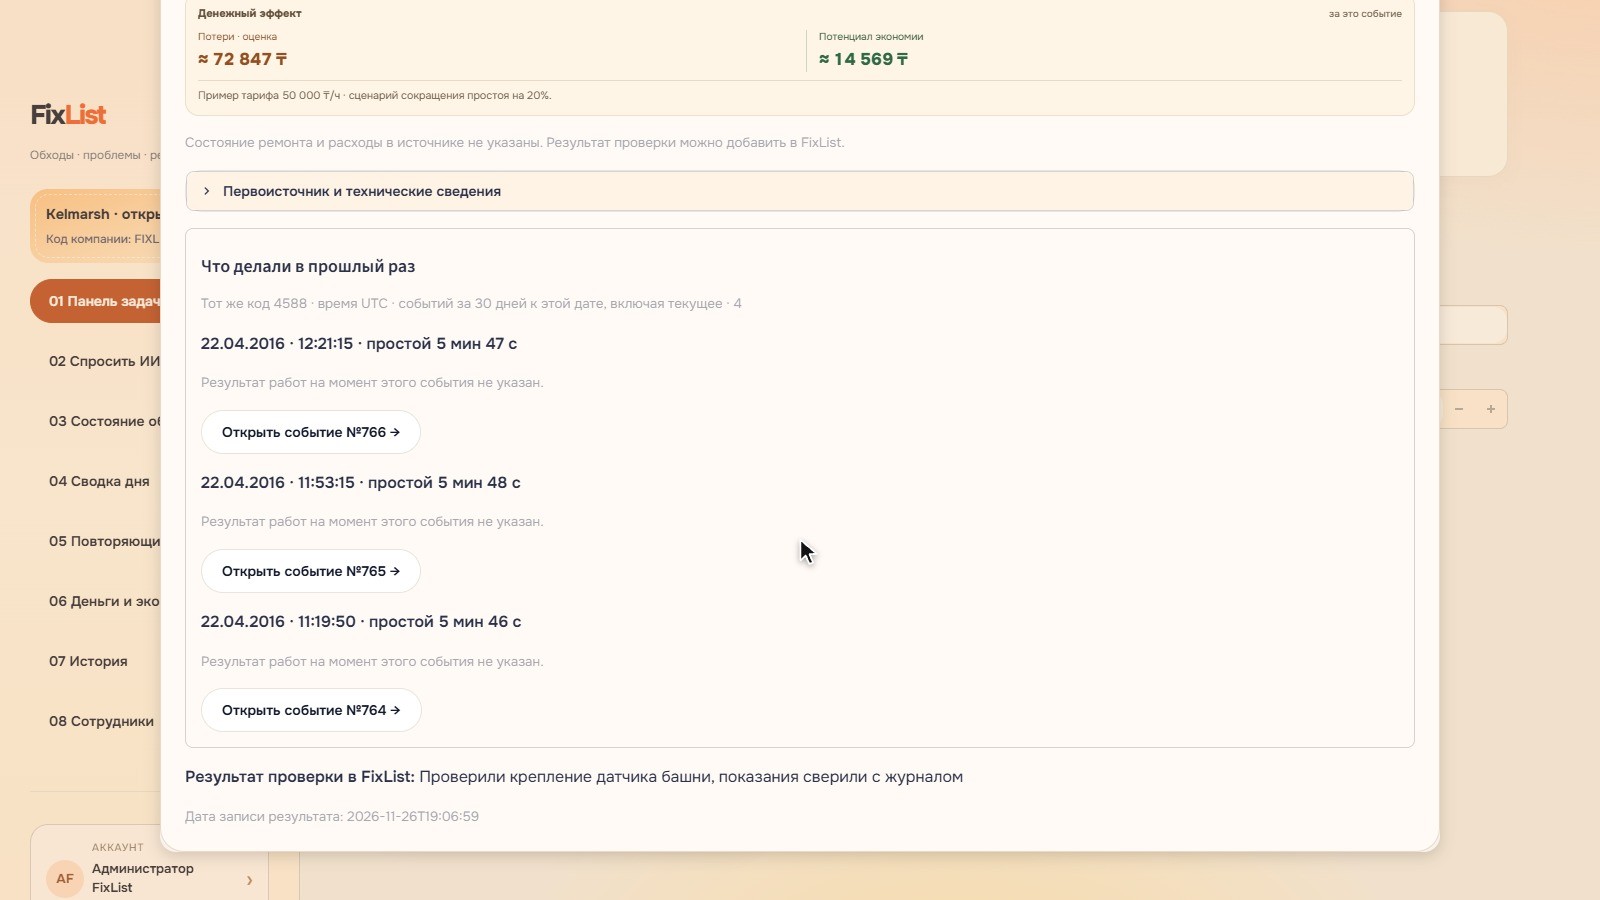 Денежный эффект
за это событие
Потери · оценка
≈ 72 847 ₸
Потенциал экономии
≈ 14 569 ₸
Пример тарифа 50 000 ₸/ч · сценарий сокращения простоя на 20%.
Состояние ремонта и расходы в источнике не указаны. Результат проверки можно добавить в FixList.
Первоисточник и технические сведения
Что делали в прошлый раз
Тот же код 4588 · время UTC · событий за 30 дней к этой дате, включая текущее · 4
22.04.2016 · 12:21:15 · простой 5 мин 47 с
Результат работ на момент этого события не указан.
Открыть событие №766 →
22.04.2016 · 11:53:15 · простой 5 мин 48 с
Результат работ на момент этого события не указан.
Открыть событие №765 →
22.04.2016 · 11:19:50 · простой 5 мин 46 с
Результат работ на момент этого события не указан.
Открыть событие №764 →
Результат проверки в FixList: Проверили крепление датчика башни, показания сверили с журналом
Дата записи результата: 2026-11-26T19:06:59
FixList
Обходы · проблемы ·
Kelmarsh ·
Код компании:
01 Панель задач
02 Спросить ИИ
03 Состояние
04 Сводка дня
05
06 Деньги и
07 История
08 Сотрудники
АККАУНТ
AF
Администратор
FixList